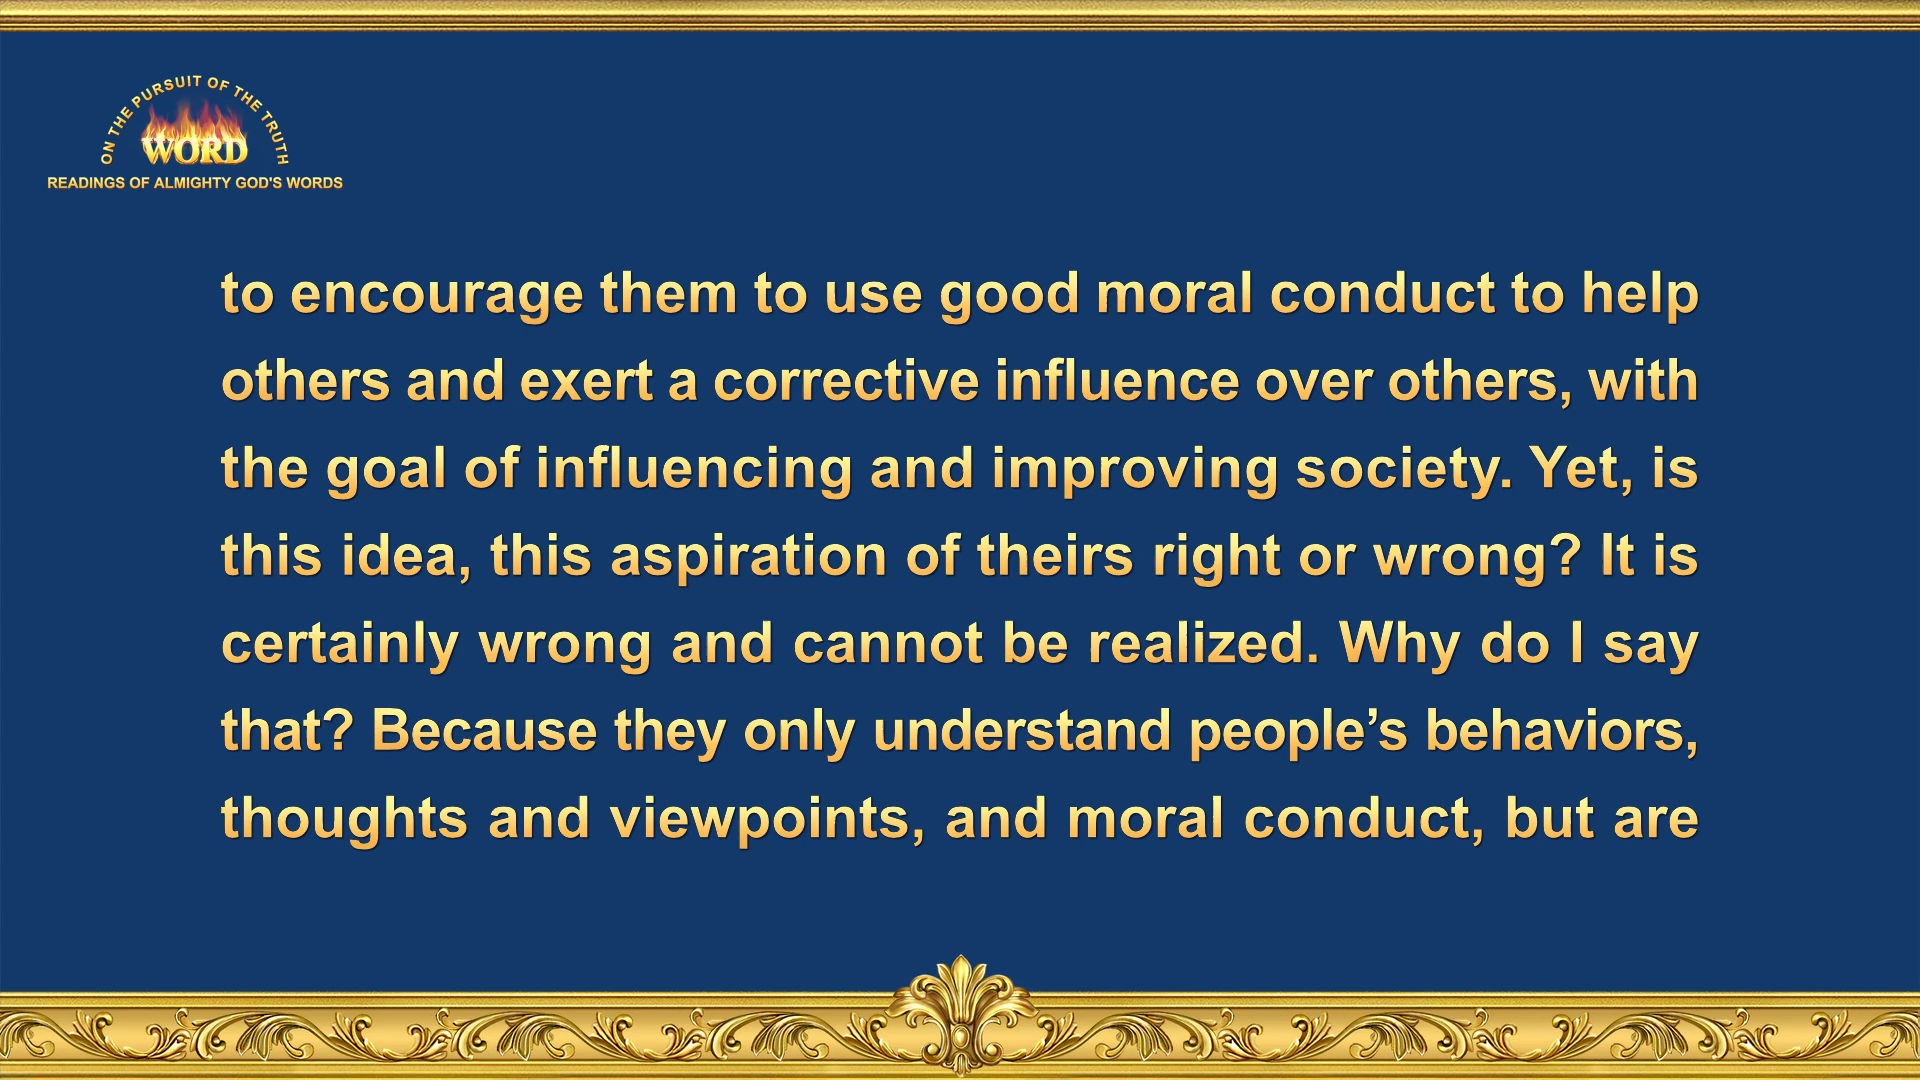 ON THE PURSUIT OF THE TRUTH
WORD
READINGS OF ALMIGHTY GOD'S WORDS
to encourage them to use good moral conduct to help
others and exert a corrective influence over others, with
the goal of influencing and improving society. Yet, is
this idea, this aspiration of theirs right or wrong? It is
certainly wrong and cannot be realized. Why do I say
that? Because they only understand people’s behaviors,
thoughts and viewpoints, and moral conduct, but are